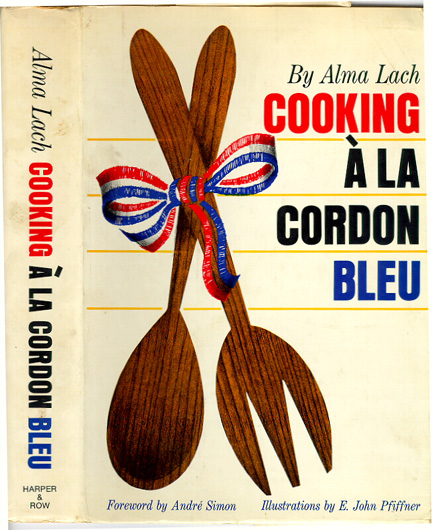 Alma Lach COOKING À LA CORDON BLEU
HARPER
&
ROW
By Alma Lach
COOKING
À LA
CORDON
BLEU
Foreword by André Simon
Illustrations by E. John Pfiffner